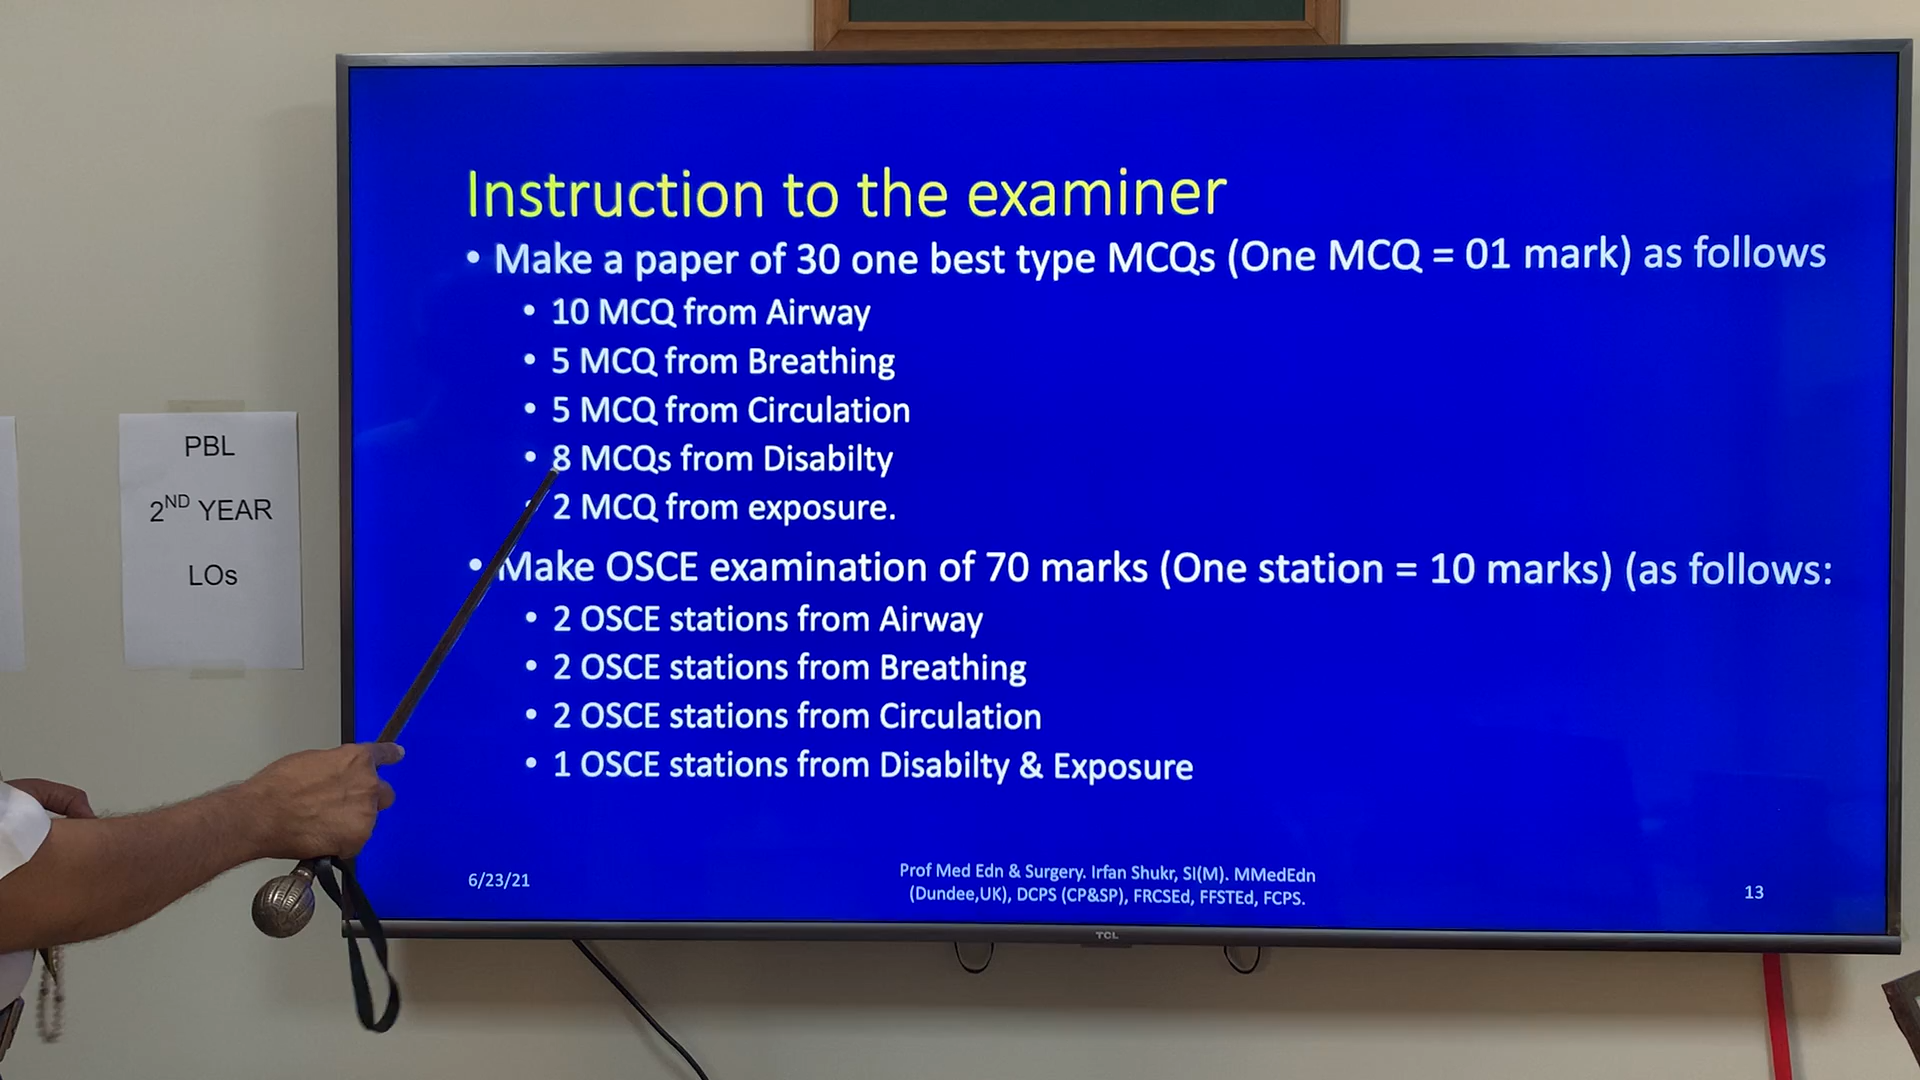 Instruction to the examiner
• Make a paper of 30 one best type MCQs (One MCQ = 01 mark) as follows
• 10 MCQ from Airway
• 5 MCQ from Breathing
• 5 MCQ from Circulation
• 8 MCQs from Disabilty
• 2 MCQ from exposure.
• Make OSCE examination of 70 marks (One station = 10 marks) (as follows:
• 2 OSCE stations from Airway
• 2 OSCE stations from Breathing
• 2 OSCE stations from Circulation
• 1 OSCE stations from Disabilty & Exposure
6/23/21
Prof Med Edn & Surgery. Irfan Shukr, SI(M). MMedEdn
(Dundee,UK), DCPS (CP&SP), FRCSEd, FFSTEd, FCPS.
13
TCL
PBL
2ND YEAR
LOs